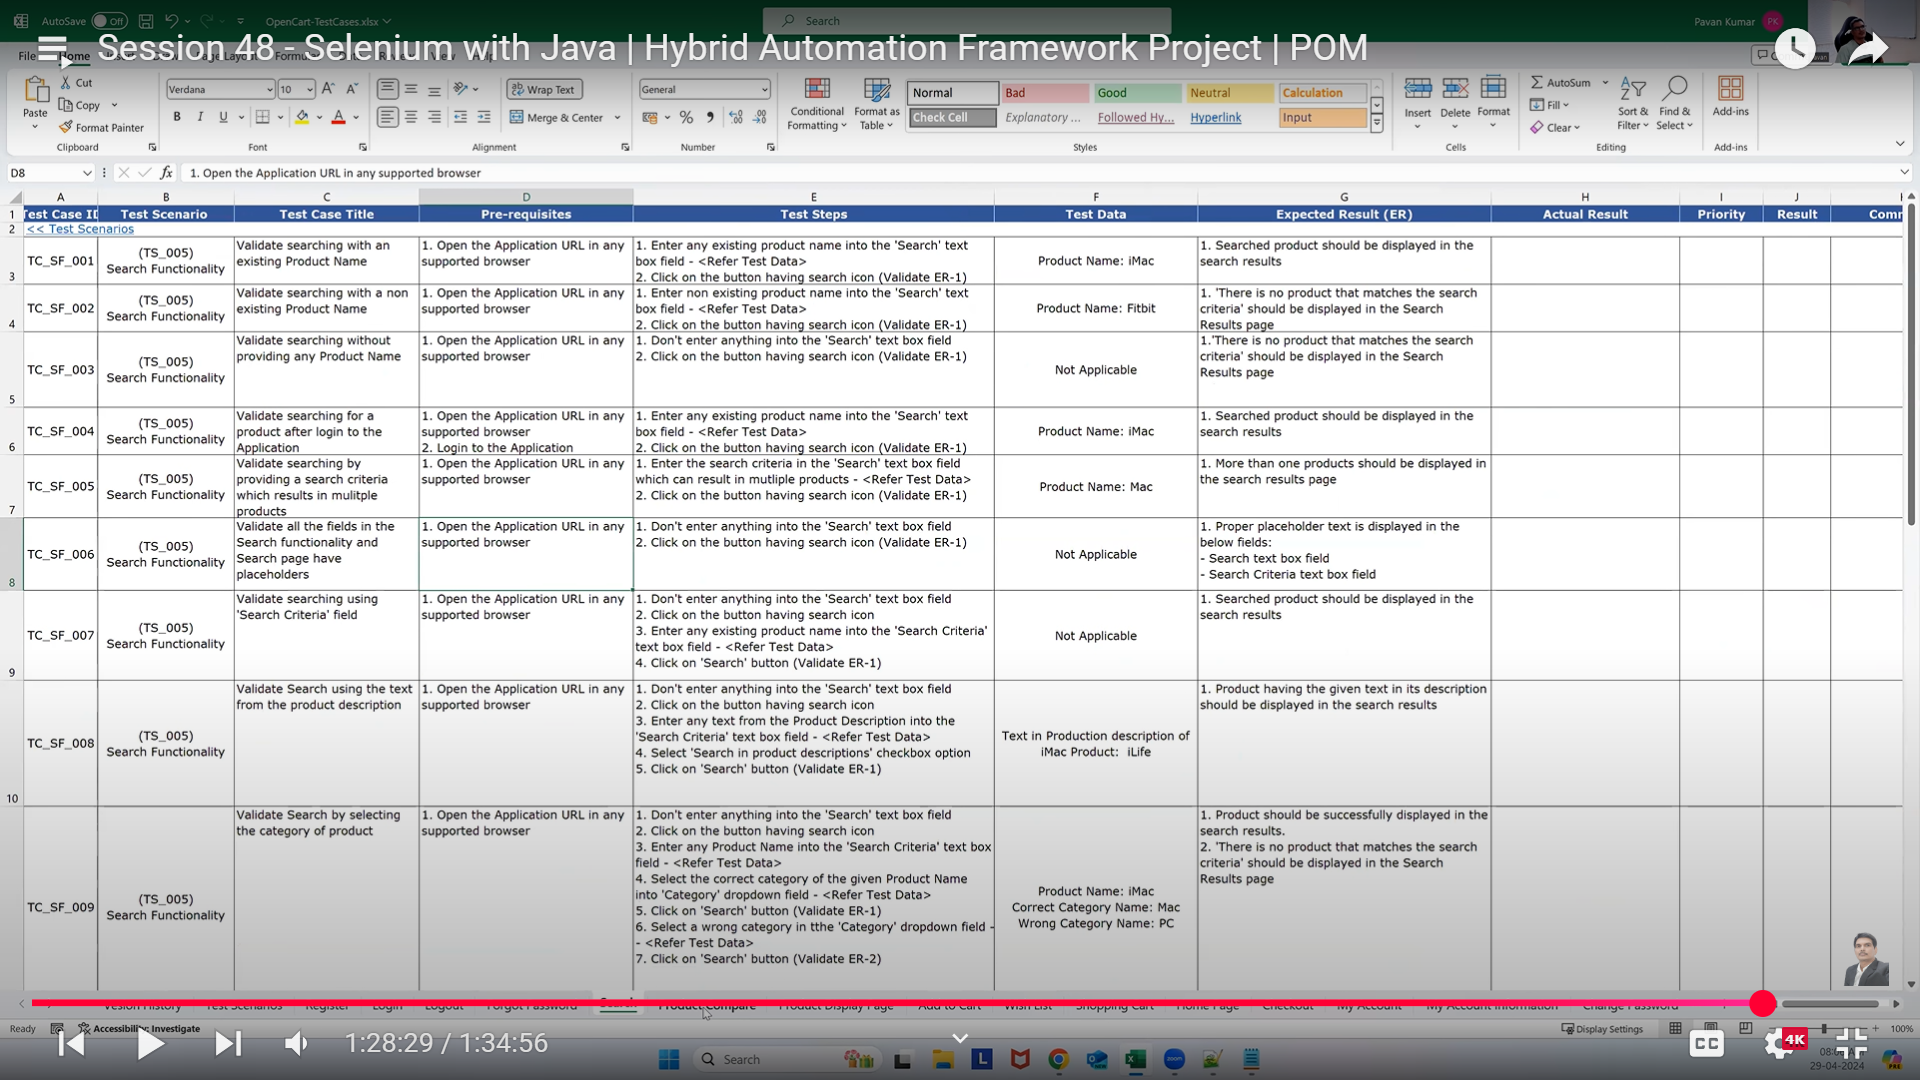 AutoSave Off OpenCart-TestCases.xlsx Search Pavan Kumar PK
Session 48 - Selenium with Java | Hybrid Automation Framework Project | POM
File Home
Cut
Copy
Format Painter
Paste
Clipboard
Verdana 10
Font
Wrap Text
Merge & Center
Alignment
General
Number
Conditional
Formatting
Format as
Table
Normal Bad Good Neutral Calculation
Check Cell Explanatory ... Followed Hy... Hyperlink Input
Styles
Insert Delete Format
Cells
AutoSum
Fill
Clear
Sort &
Filter
Find &
Select
Editing
Add-ins
Add-ins
D8 fx 1. Open the Application URL in any supported browser
A B C D E F G H I J
1 Test Scenario Test Case Title Pre-requisites Test Steps Test Data Expected Result (ER) Actual Result Priority Result Comm
2 << Test Scenarios
3
TC_SF_001
(TS_005)
Search Functionality
Validate searching with an
existing Product Name
1. Open the Application URL in any
supported browser
1. Enter any existing product name into the 'Search' text
box field - <Refer Test Data>
2. Click on the button having search icon (Validate ER-1)
Product Name: iMac
1. Searched product should be displayed in the
search results
4
TC_SF_002
(TS_005)
Search Functionality
Validate searching with a non
existing Product Name
1. Open the Application URL in any
supported browser
1. Enter non existing product name into the 'Search' text
box field - <Refer Test Data>
2. Click on the button having search icon (Validate ER-1)
Product Name: Fitbit
1. 'There is no product that matches the search
criteria' should be displayed in the Search
Results page
5
TC_SF_003
(TS_005)
Search Functionality
Validate searching without
providing any Product Name
1. Open the Application URL in any
supported browser
1. Don't enter anything into the 'Search' text box field
2. Click on the button having search icon (Validate ER-1)
Not Applicable
1.'There is no product that matches the search
criteria' should be displayed in the Search
Results page
6
TC_SF_004
(TS_005)
Search Functionality
Validate searching for a
product after login to the
Application
1. Open the Application URL in any
supported browser
2. Login to the Application
1. Enter any existing product name into the 'Search' text
box field - <Refer Test Data>
2. Click on the button having search icon (Validate ER-1)
Product Name: iMac
1. Searched product should be displayed in the
search results
7
TC_SF_005
(TS_005)
Search Functionality
Validate searching by
providing a search criteria
which results in mulitple
products
1. Open the Application URL in any
supported browser
1. Enter the search criteria in the 'Search' text box field
which can result in mutliple products - <Refer Test Data>
2. Click on the button having search icon (Validate ER-1)
Product Name: Mac
1. More than one products should be displayed in
the search results page
8
TC_SF_006
(TS_005)
Search Functionality
Validate all the fields in the
Search functionality and
Search page have
placeholders
1. Open the Application URL in any
supported browser
1. Don't enter anything into the 'Search' text box field
2. Click on the button having search icon (Validate ER-1)
Not Applicable
1. Proper placeholder text is displayed in the
below fields:
- Search text box field
- Search Criteria text box field
9
TC_SF_007
(TS_005)
Search Functionality
Validate searching using
'Search Criteria' field
1. Open the Application URL in any
supported browser
1. Don't enter anything into the 'Search' text box field
2. Click on the button having search icon
3. Enter any existing product name into the 'Search Criteria'
text box field - <Refer Test Data>
4. Click on 'Search' button (Validate ER-1)
Not Applicable
1. Searched product should be displayed in the
search results
10
TC_SF_008
(TS_005)
Search Functionality
Validate Search using the text
from the product description
1. Open the Application URL in any
supported browser
1. Don't enter anything into the 'Search' text box field
2. Click on the button having search icon
3. Enter any text from the Product Description into the
'Search Criteria' text box field - <Refer Test Data>
4. Select 'Search in product descriptions' checkbox option
5. Click on 'Search' button (Validate ER-1)
Text in Production description of
iMac Product: iLife
1. Product having the given text in its description
should be displayed in the search results
TC_SF_009
(TS_005)
Search Functionality
Validate Search by selecting
the category of product
1. Open the Application URL in any
supported browser
1. Don't enter anything into the 'Search' text box field
2. Click on the button having search icon
3. Enter any Product Name into the 'Search Criteria' text box
field - <Refer Test Data>
4. Select the correct category of the given Product Name
into 'Category' dropdown field - <Refer Test Data>
5. Click on 'Search' button (Validate ER-1)
6. Select a wrong category in tthe 'Category' dropdown field -
- <Refer Test Data>
7. Click on 'Search' button (Validate ER-2)
Product Name: iMac
Correct Category Name: Mac
Wrong Category Name: PC
1. Product should be successfully displayed in the
search results.
2. 'There is no product that matches the search
criteria' should be displayed in the Search
Results page
Version History Test Scenarios Register Login Logout Forgot Password Search Product Compare Product Display Page Add to Cart Wish List Shopping Cart Home Page Checkout My Account My Account Information Change Password
Ready Accessibility: Investigate Display Settings 100%
1:28:29 / 1:34:56
CC 4K
Search
29-04-2024